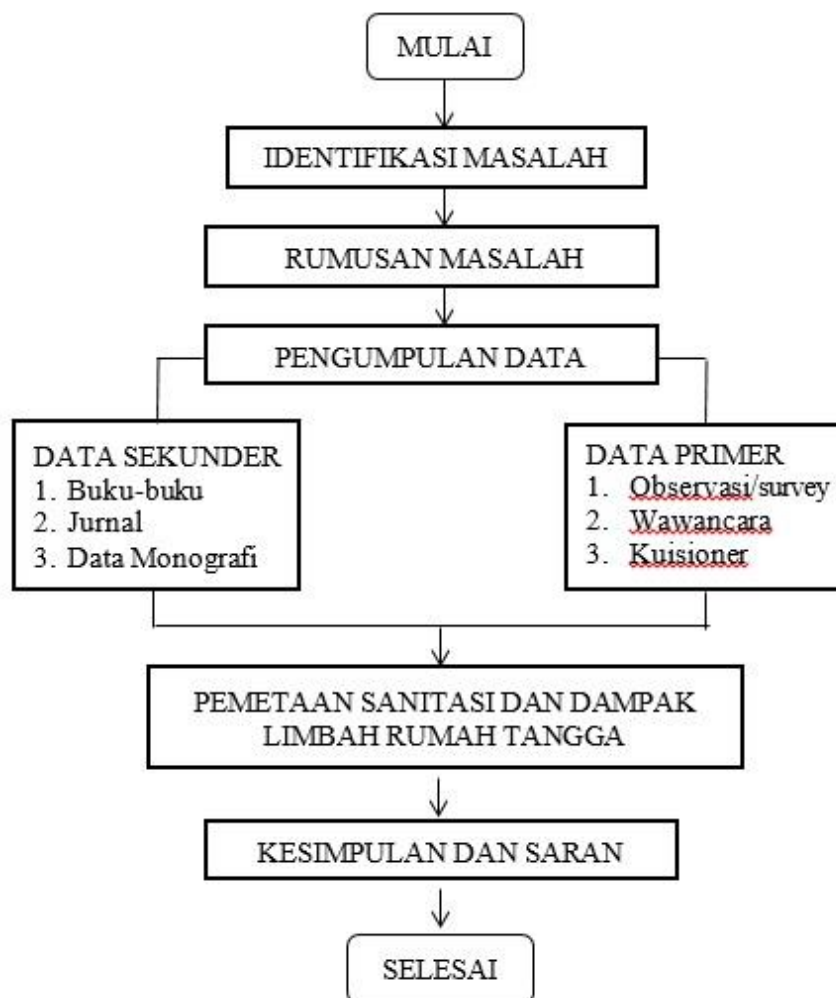 MULAI
IDENTIFIKASI MASALAH
RUMUSAN MASALAH
PENGUMPULAN DATA
DATA SEKUNDER
1. Buku-buku
2. Jurnal
3. Data Monografi
DATA PRIMER
1. Observasi/survey
2. Wawancara
3. Kuisioner
PEMETAAN SANITASI DAN DAMPAK
LIMBAH RUMAH TANGGA
KESIMPULAN DAN SARAN
SELESAI